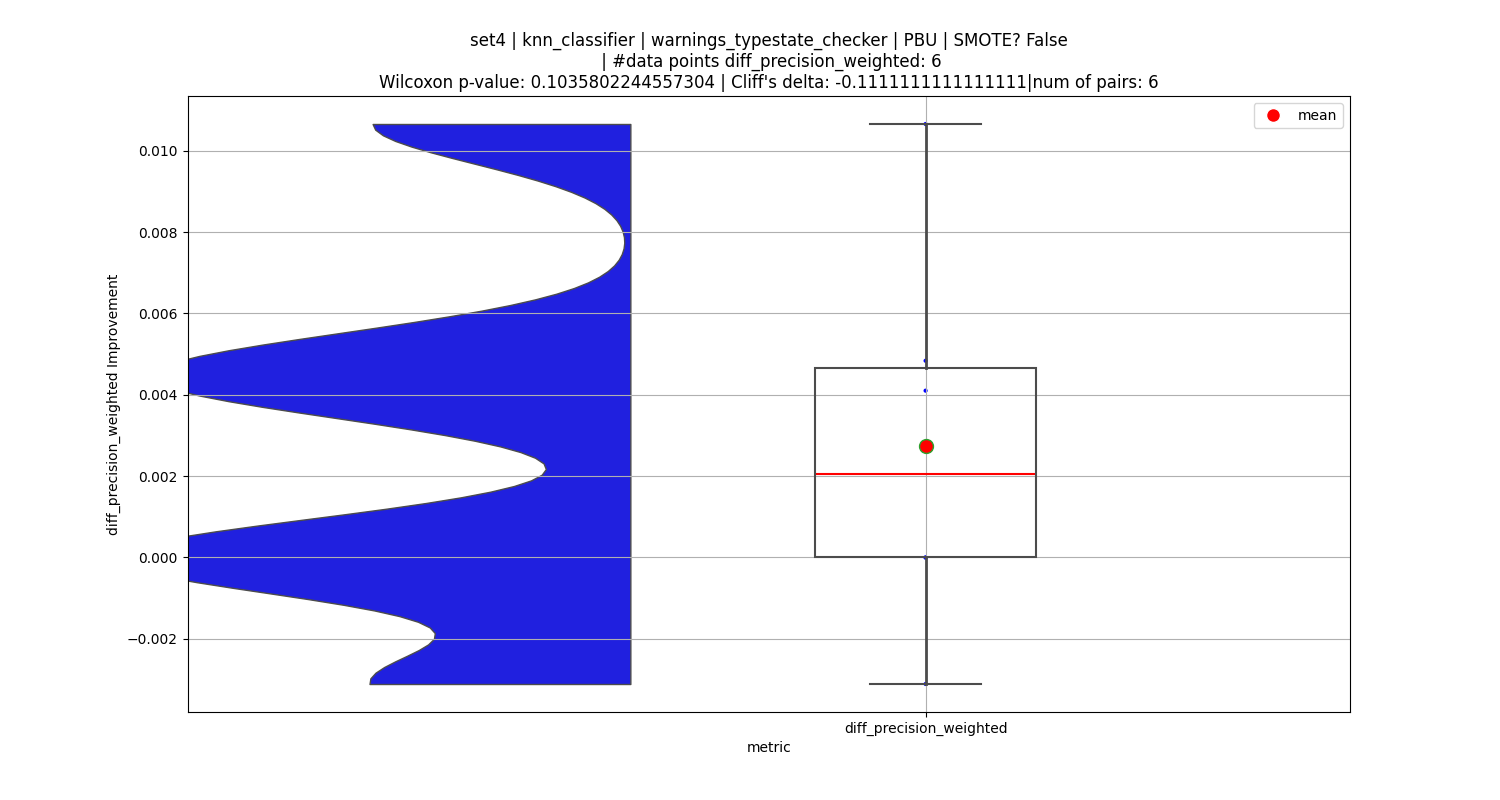 set4 | knn_classifier | warnings_typestate_checker | PBU | SMOTE? False
| #data points diff_precision_weighted: 6
Wilcoxon p-value: 0.1035802244557304 | Cliff's delta: -0.1111111111111111|num of pairs: 6
mean
0.010
0.008
0.006
0.004
0.002
0.000
−0.002
diff_precision_weighted Improvement
diff_precision_weighted
metric